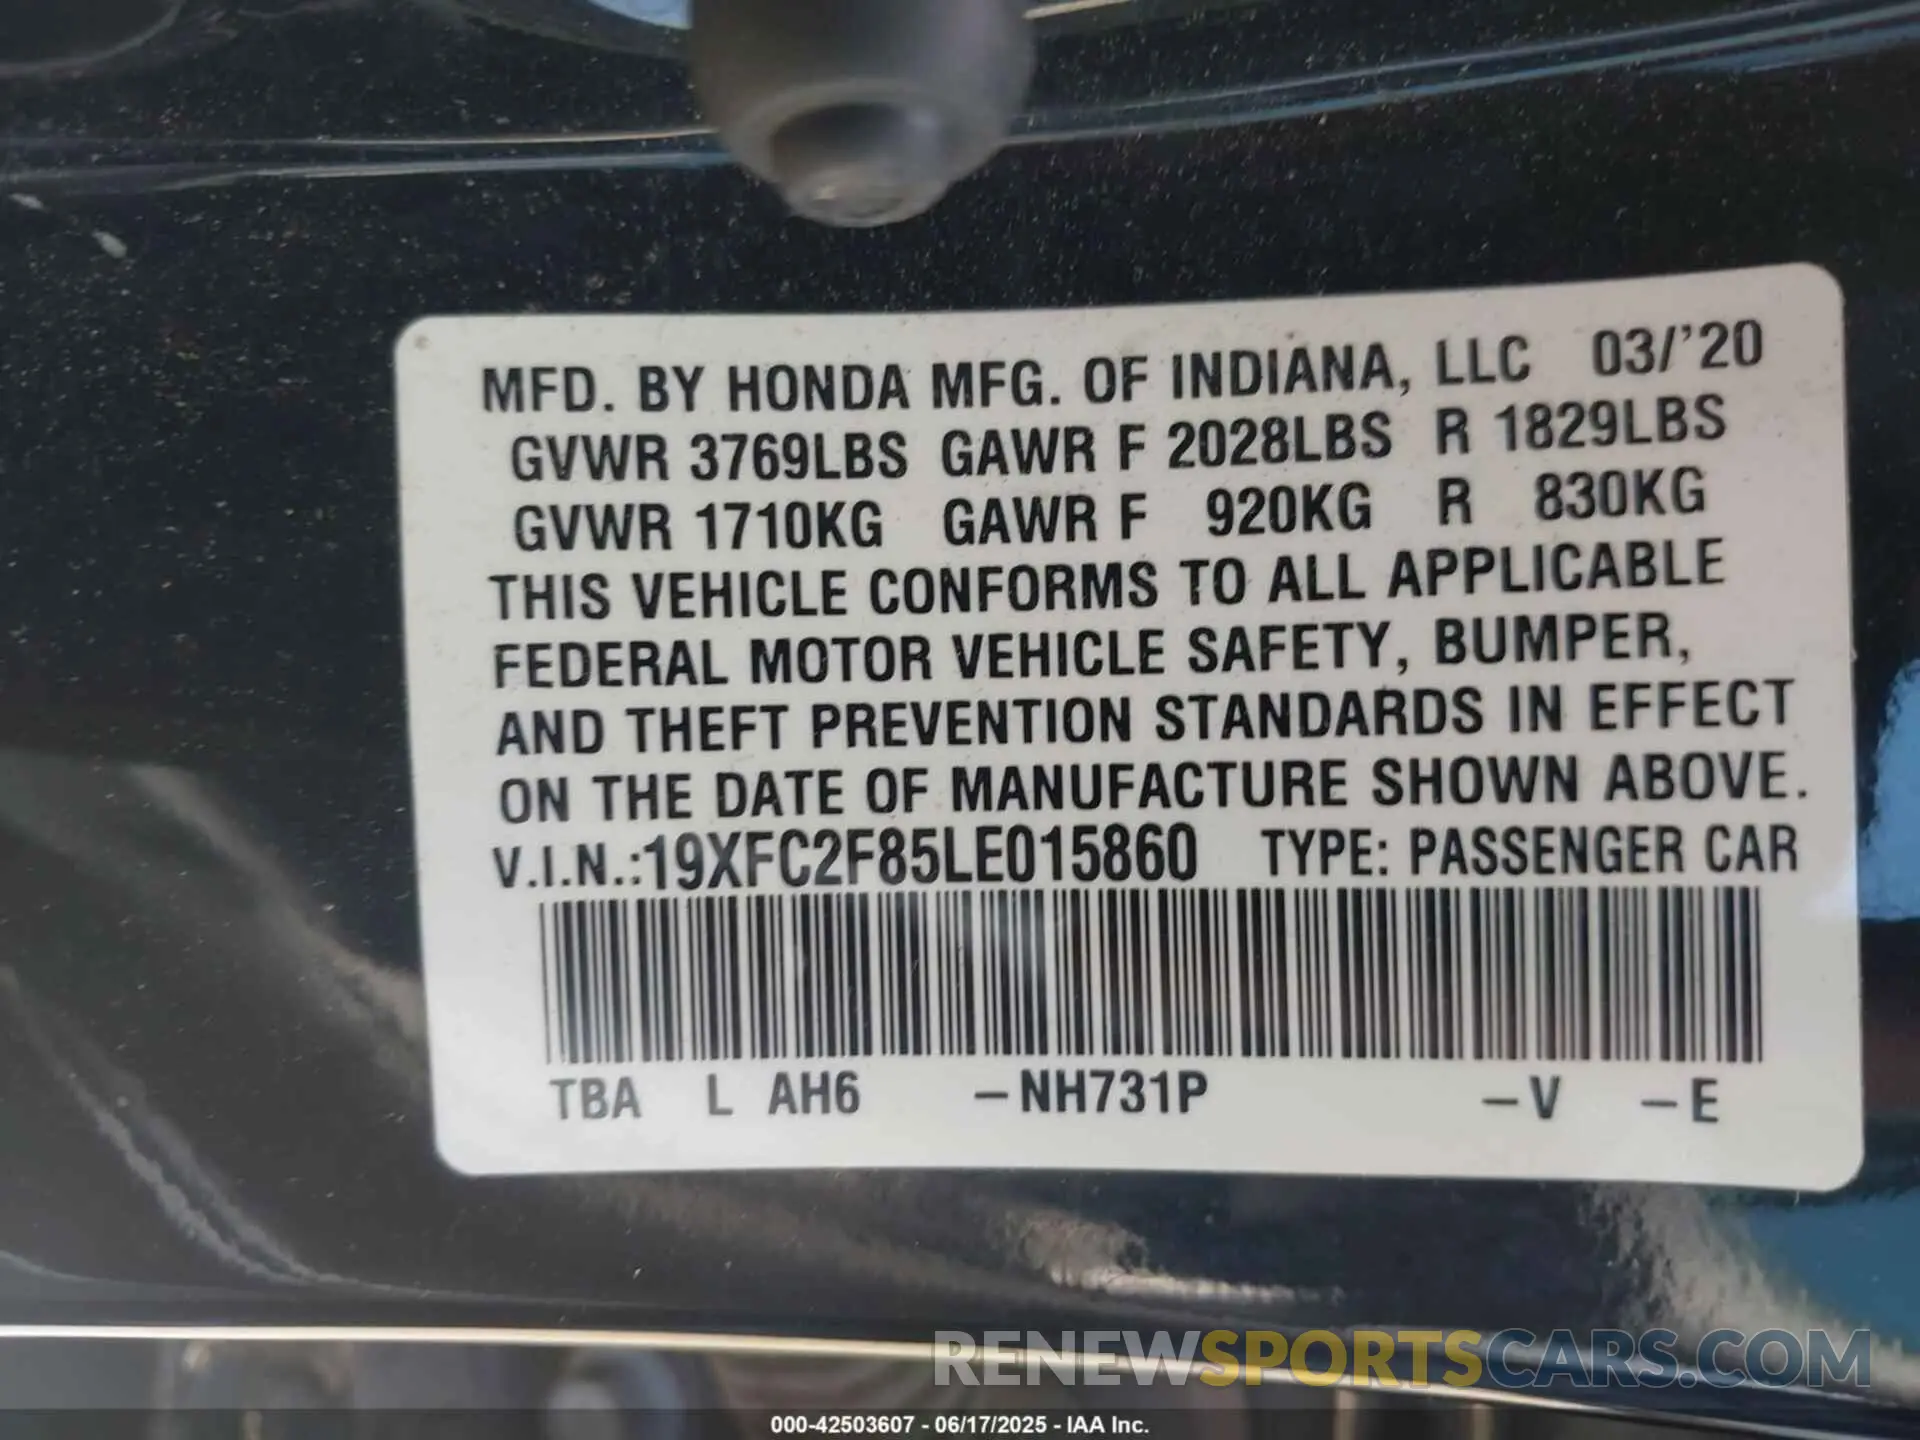 MFD. BY HONDA MFG. OF INDIANA, LLC 03/'20
GVWR 3769LBS GAWR F 2028LBS R 1829LBS
GVWR 1710KG GAWR F 920KG R 830KG
THIS VEHICLE CONFORMS TO ALL APPLICABLE
FEDERAL MOTOR VEHICLE SAFETY, BUMPER,
AND THEFT PREVENTION STANDARDS IN EFFECT
ON THE DATE OF MANUFACTURE SHOWN ABOVE.
V.I.N.:19XFC2F85LE015860 TYPE: PASSENGER CAR
TBA L AH6 –NH731P –V –E
RENEWSPORTSCARS.COM
000-42503607 - 06/17/2025 - IAA Inc.